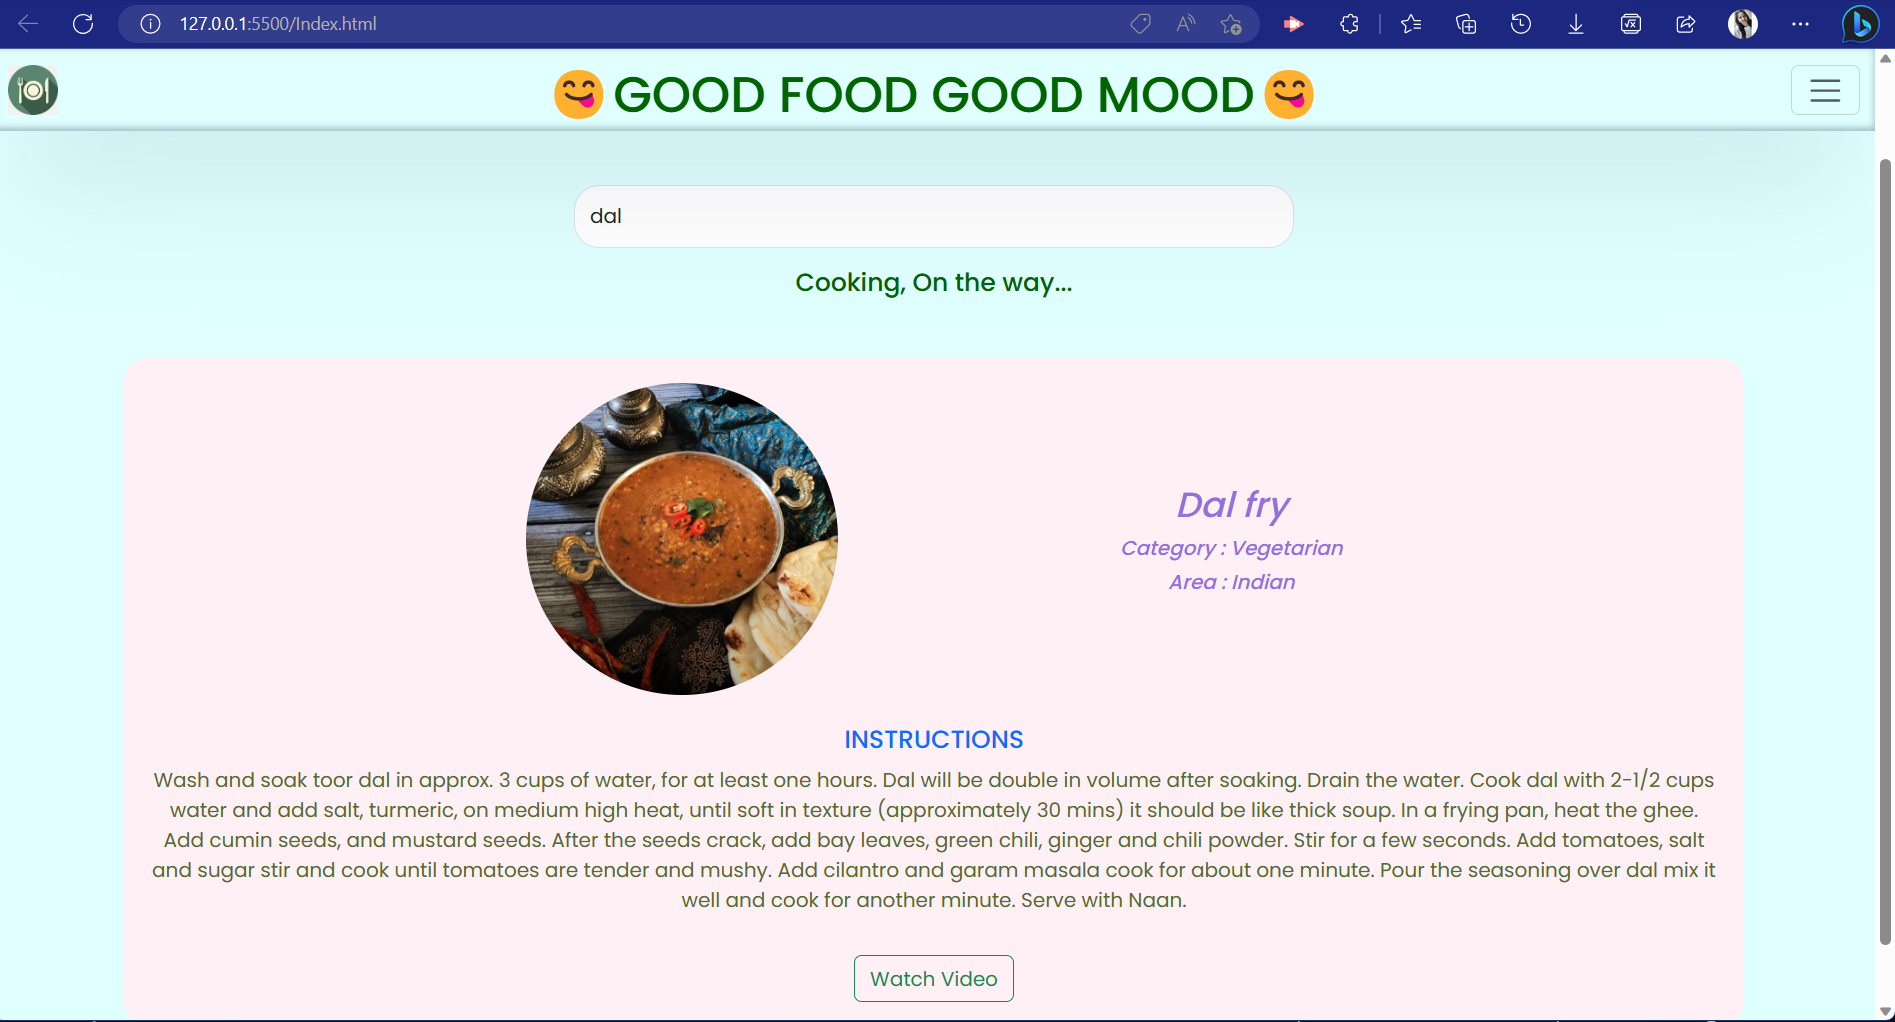 127.0.0.1:5500/Index.html
😋 GOOD FOOD GOOD MOOD 😋
dal
Cooking, On the way...
Dal fry
Category : Vegetarian
Area : Indian
INSTRUCTIONS
Wash and soak toor dal in approx. 3 cups of water, for at least one hours. Dal will be double in volume after soaking. Drain the water. Cook dal with 2-1/2 cups
water and add salt, turmeric, on medium high heat, until soft in texture (approximately 30 mins) it should be like thick soup. In a frying pan, heat the ghee.
Add cumin seeds, and mustard seeds. After the seeds crack, add bay leaves, green chili, ginger and chili powder. Stir for a few seconds. Add tomatoes, salt
and sugar stir and cook until tomatoes are tender and mushy. Add cilantro and garam masala cook for about one minute. Pour the seasoning over dal mix it
well and cook for another minute. Serve with Naan.
Watch Video